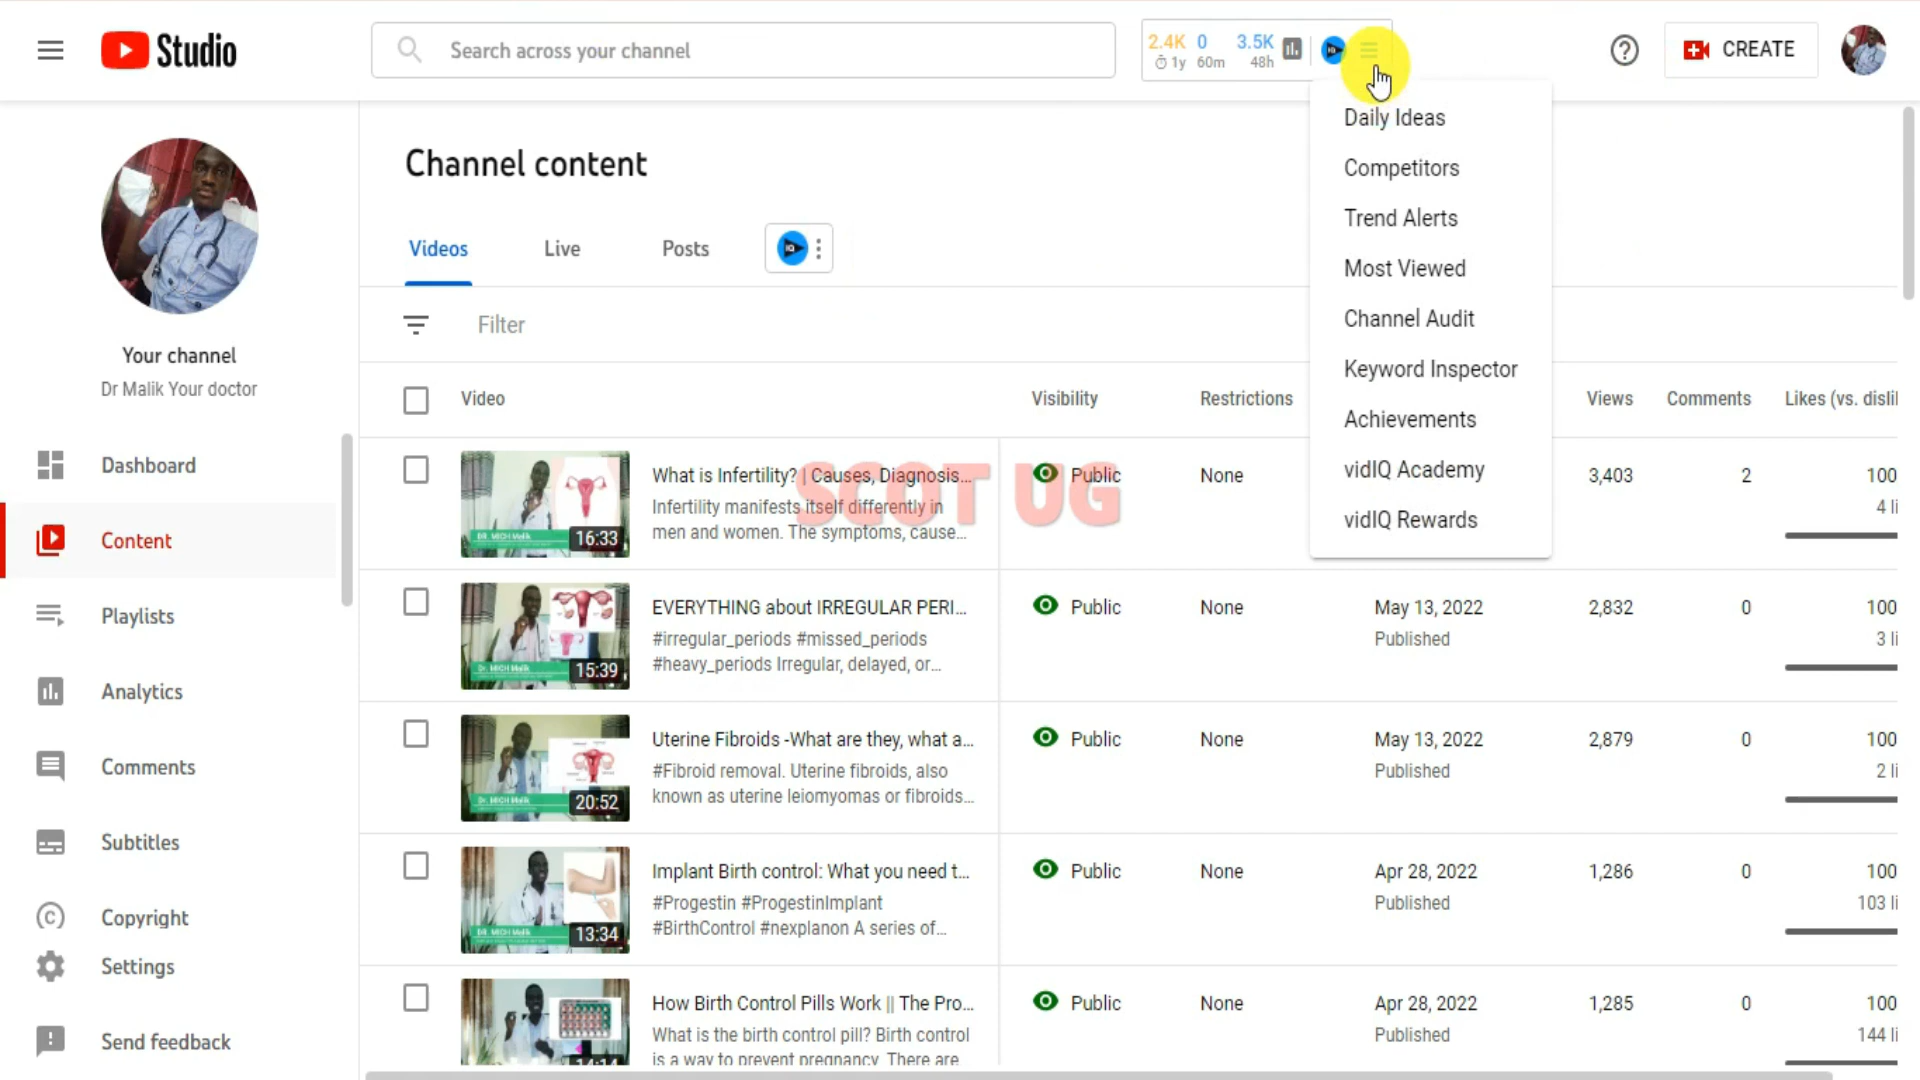 Studio
Search across your channel
2.4K 0 3.5K
1y 60m 48h
CREATE
Daily Ideas
Competitors
Trend Alerts
Most Viewed
Channel Audit
Keyword Inspector
Achievements
vidIQ Academy
vidIQ Rewards
Your channel
Dr Malik Your doctor
Dashboard
Content
Playlists
Analytics
Comments
Subtitles
Copyright
Settings
Send feedback
Channel content
Videos Live Posts
Filter
Video Visibility Restrictions Views Comments Likes (vs. disli
What is Infertility? | Causes, Diagnosis... Public None 3,403 2 100
Infertility manifests itself differently in 4 li
men and women. The symptoms, cause...
16:33
SCOT UG
EVERYTHING about IRREGULAR PERI... Public None May 13, 2022 2,832 0 100
#irregular_periods #missed_periods Published 3 li
#heavy_periods Irregular, delayed, or...
15:39
Uterine Fibroids -What are they, what a... Public None May 13, 2022 2,879 0 100
#Fibroid removal. Uterine fibroids, also Published 2 li
known as uterine leiomyomas or fibroids...
20:52
Implant Birth control: What you need t... Public None Apr 28, 2022 1,286 0 100
#Progestin #ProgestinImplant Published 103 li
#BirthControl #nexplanon A series of...
13:34
How Birth Control Pills Work || The Pro... Public None Apr 28, 2022 1,285 0 100
What is the birth control pill? Birth control Published 144 li
is a way to prevent pregnancy. There are